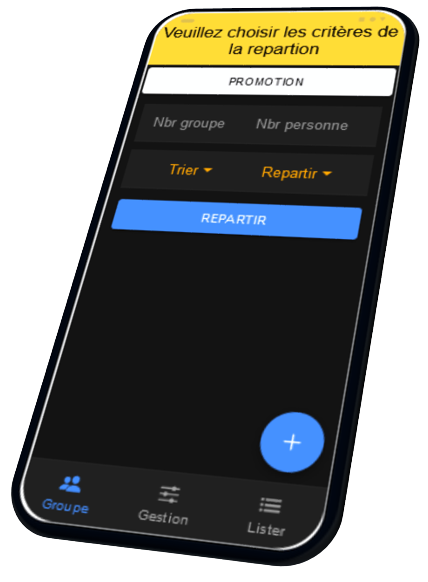 Veuillez choisir les critères de
la repartion
PROMOTION
Nbr groupe Nbr personne
Trier Repartir
REPARTIR
Groupe Gestion Lister